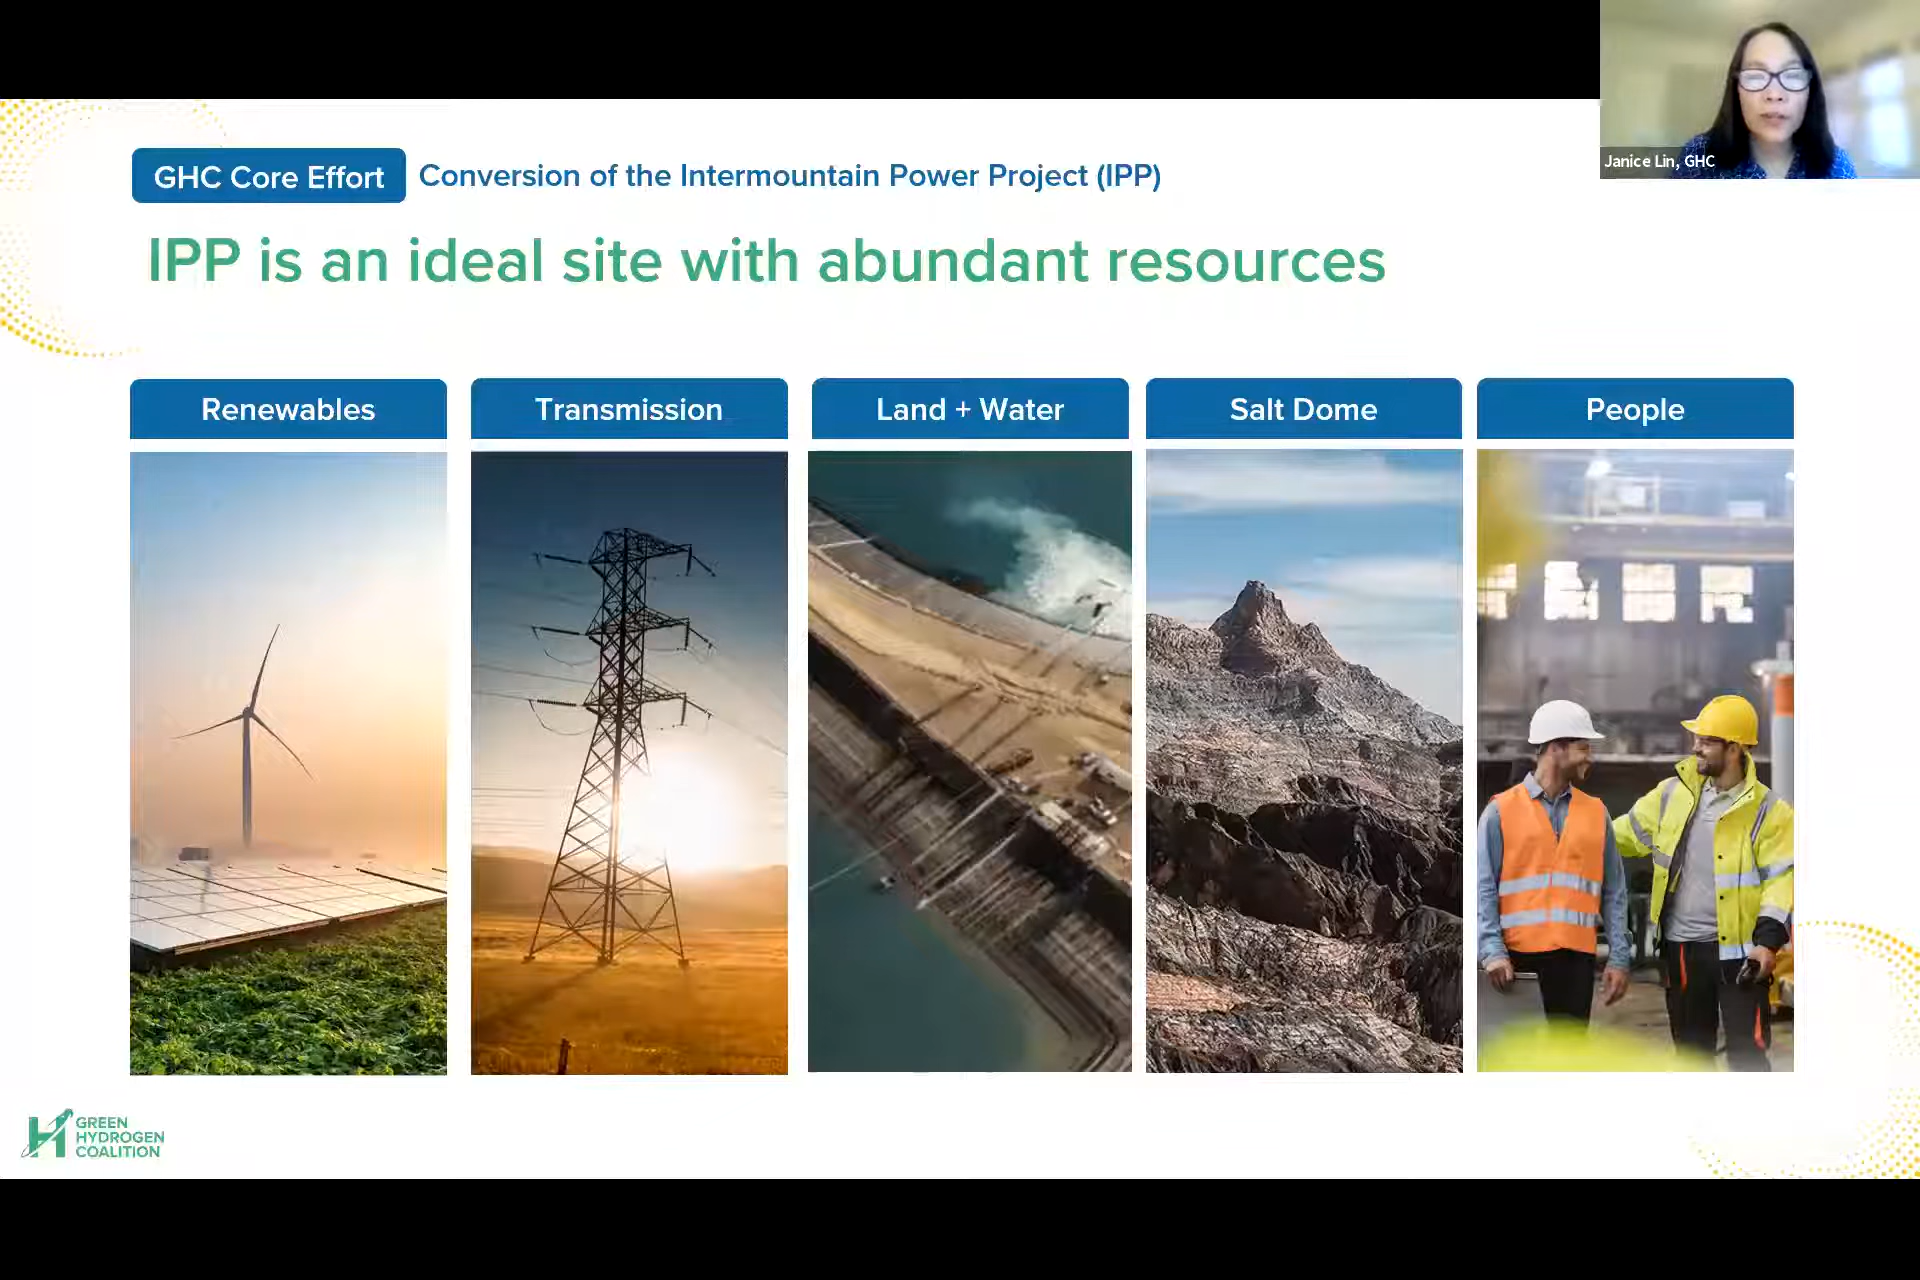 Janice Lin, GHC
GHC Core Effort
Conversion of the Intermountain Power Project (IPP)
IPP is an ideal site with abundant resources
Renewables
Transmission
Land + Water
Salt Dome
People
GREEN
HYDROGEN
COALITION